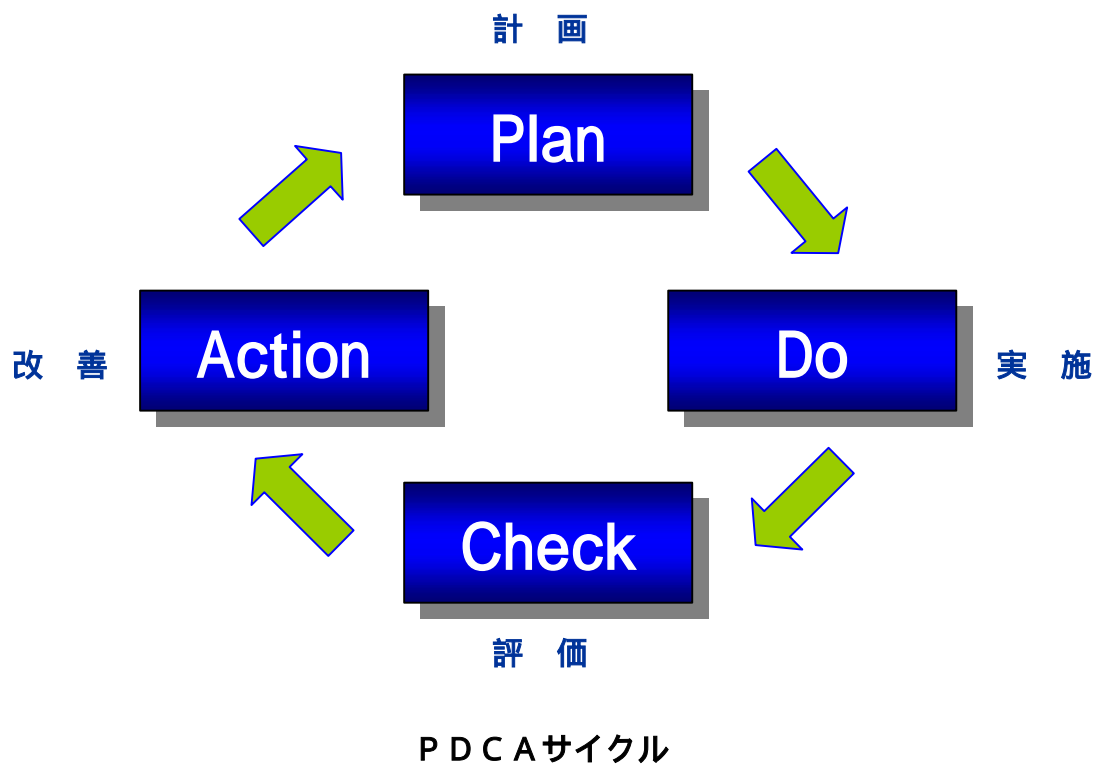 計　画
Plan
Action
Do
改　善
実　施
Check
評　価
ＰＤＣＡサイクル